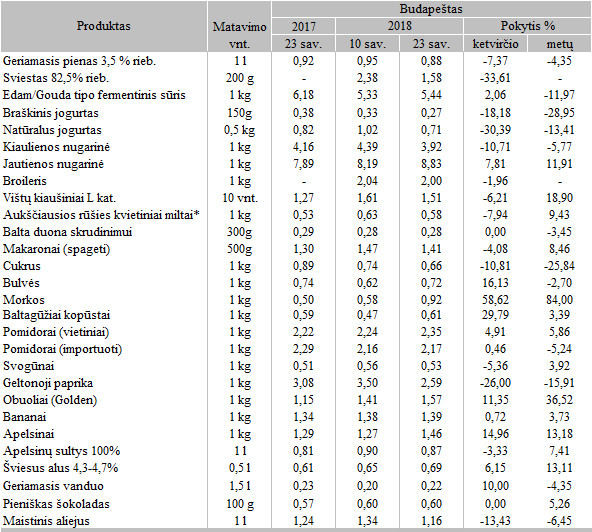 Produktas Matavimo vnt. Budapeštas
2017 2018 Pokytis %
23 sav. 10 sav. 23 sav. ketvirčio metų
Geriamasis pienas 3,5 % rieb. 1 l 0,92 0,95 0,88 -7,37 -4,35
Sviestas 82,5% rieb. 200 g - 2,38 1,58 -33,61 -
Edam/Gouda tipo fermentinis sūris 1 kg 6,18 5,33 5,44 2,06 -11,97
Braškinis jogurtas 150g 0,38 0,33 0,27 -18,18 -28,95
Natūralus jogurtas 0,5 kg 0,82 1,02 0,71 -30,39 -13,41
Kiaulienos nugarinė 1 kg 4,16 4,39 3,92 -10,71 -5,77
Jautienos nugarinė 1 kg 7,89 8,19 8,83 7,81 11,91
Broileris 1 kg - 2,04 2,00 -1,96 -
Vištų kiaušiniai L kat. 10 vnt. 1,27 1,61 1,51 -6,21 18,90
Aukščiausios rūšies kvietiniai miltai* 1 kg 0,53 0,63 0,58 -7,94 9,43
Balta duona skrudinimui 300g 0,29 0,28 0,28 0,00 -3,45
Makaronai (spageti) 500g 1,30 1,47 1,41 -4,08 8,46
Cukrus 1 kg 0,89 0,74 0,66 -10,81 -25,84
Bulvės 1 kg 0,74 0,62 0,72 16,13 -2,70
Morkos 1 kg 0,50 0,58 0,92 58,62 84,00
Baltagūžiai kopūstai 1 kg 0,59 0,47 0,61 29,79 3,39
Pomidorai (vietiniai) 1 kg 2,22 2,24 2,35 4,91 5,86
Pomidorai (importuoti) 1 kg 2,29 2,16 2,17 0,46 -5,24
Svogūnai 1 kg 0,51 0,56 0,53 -5,36 3,92
Geltonoji paprika 1 kg 3,08 3,50 2,59 -26,00 -15,91
Obuoliai (Golden) 1 kg 1,15 1,41 1,57 11,35 36,52
Bananai 1 kg 1,34 1,38 1,39 0,72 3,73
Apelsinai 1 kg 1,29 1,27 1,46 14,96 13,18
Apelsinų sultys 100% 1 l 0,81 0,90 0,87 -3,33 7,41
Šviesus alus 4,3-4,7% 0,5 l 0,61 0,65 0,69 6,15 13,11
Geriamasis vanduo 1,5 l 0,23 0,20 0,22 10,00 -4,35
Pieniškas šokoladas 100 g 0,57 0,60 0,60 0,00 5,26
Maistinis aliejus 1 l 1,24 1,34 1,16 -13,43 -6,45